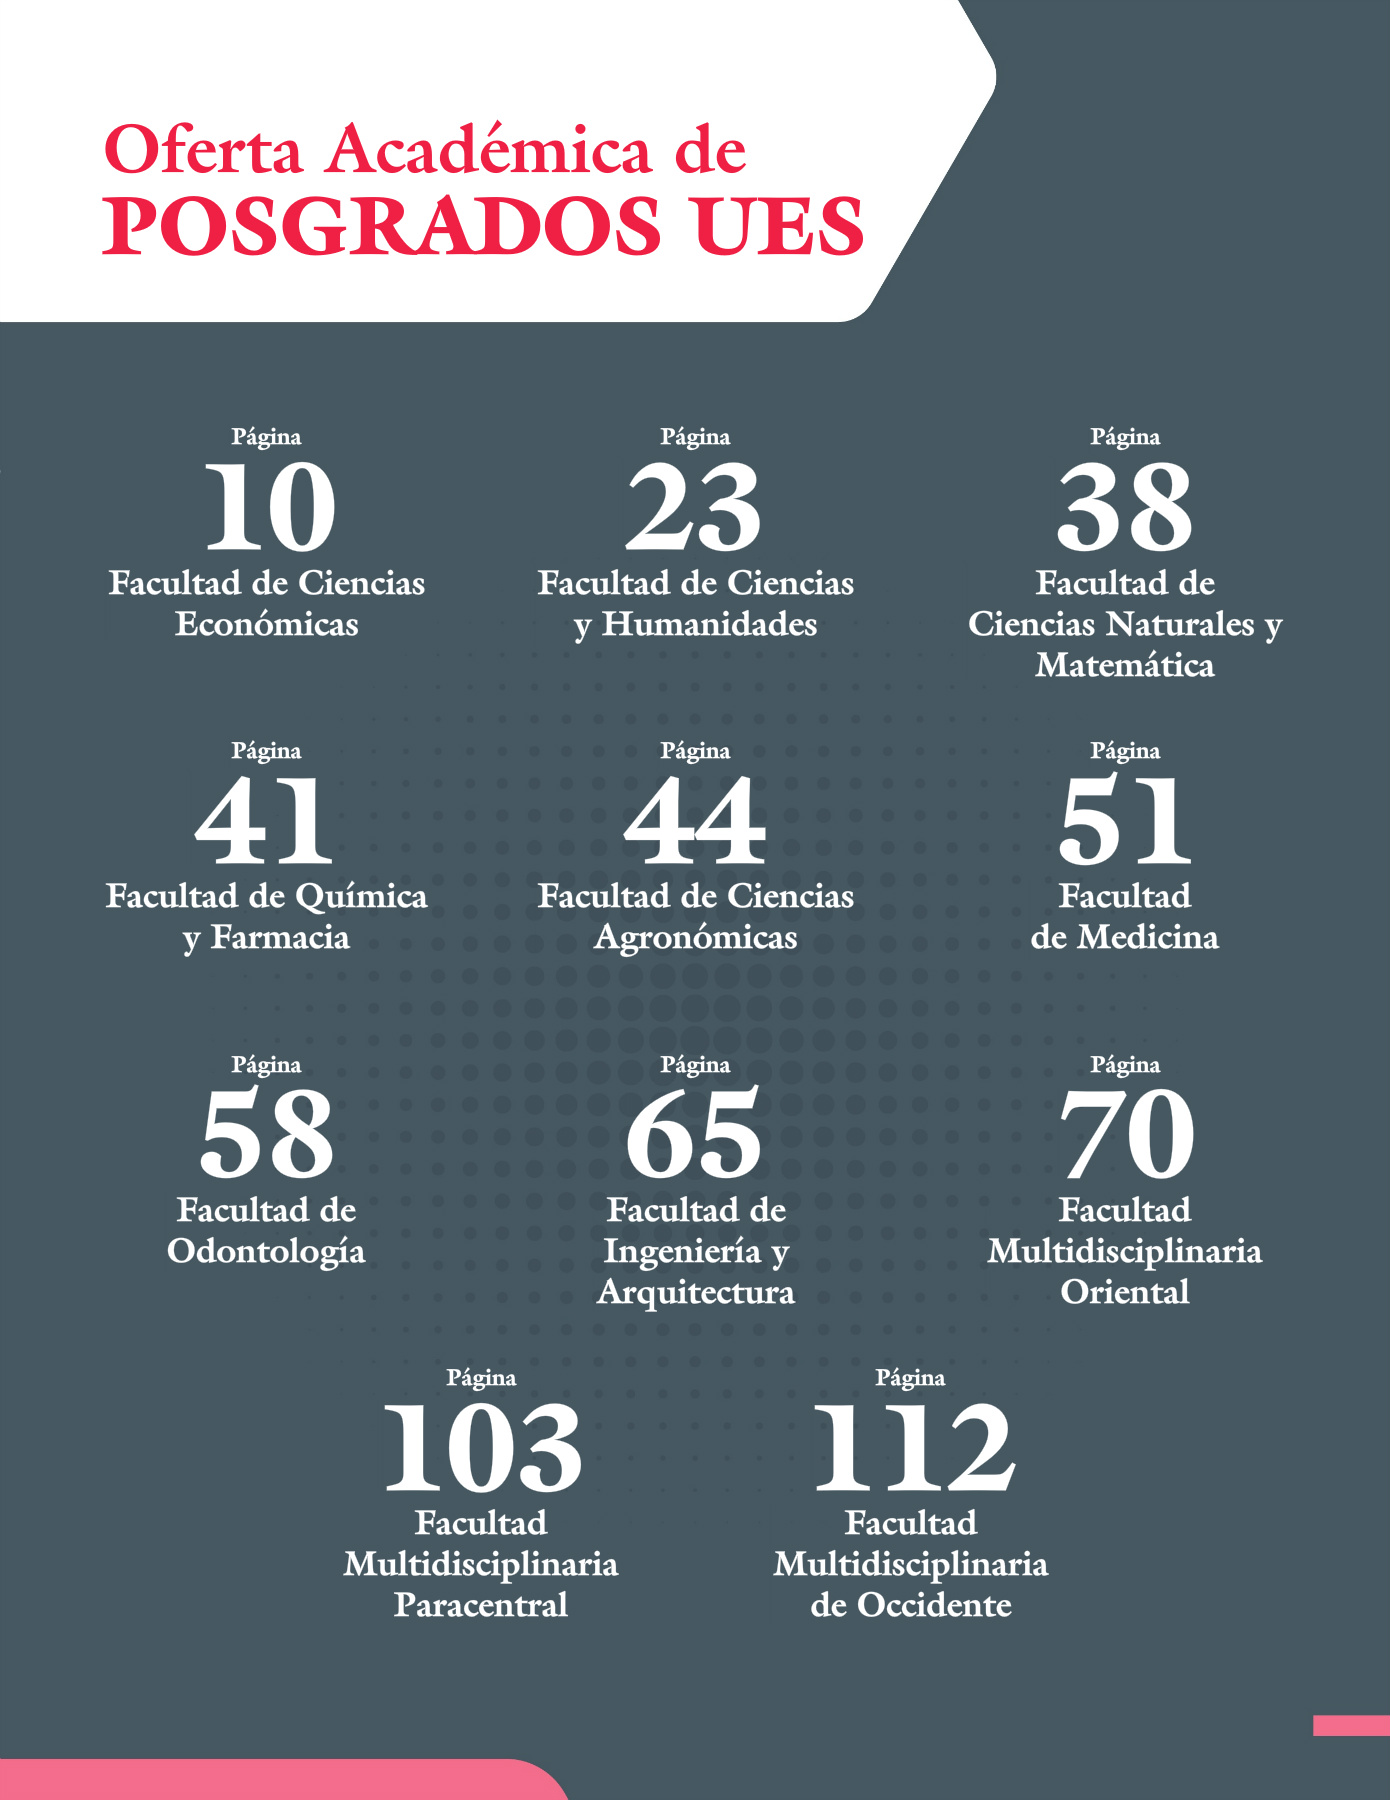 Oferta Académica de
POSGRADOS UES
Página
10
Facultad de Ciencias
Económicas
Página
23
Facultad de Ciencias
y Humanidades
Página
38
Facultad de
Ciencias Naturales y
Matemática
Página
41
Facultad de Química
y Farmacia
Página
44
Facultad de Ciencias
Agronómicas
Página
51
Facultad
de Medicina
Página
58
Facultad de
Odontología
Página
65
Facultad de
Ingeniería y
Arquitectura
Página
70
Facultad
Multidisciplinaria
Oriental
Página
103
Facultad
Multidisciplinaria
Paracentral
Página
112
Facultad
Multidisciplinaria
de Occidente